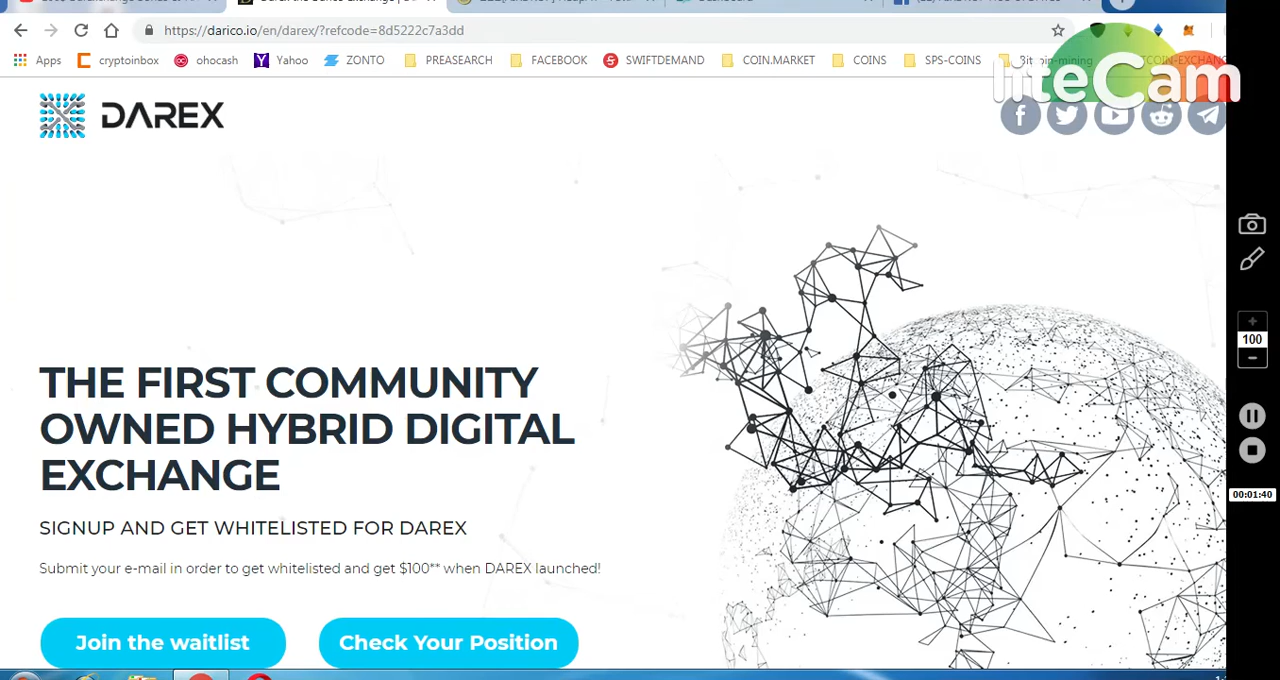 https://darico.io/en/darex/?refcode=8d5222c7a3dd
Apps cryptoinbox ohocash Yahoo ZONTO PREASEARCH FACEBOOK SWIFTDEMAND COIN.MARKET COINS SPS-COINS
liteCam
DAREX
THE FIRST COMMUNITY
OWNED HYBRID DIGITAL
EXCHANGE
SIGNUP AND GET WHITELISTED FOR DAREX
Submit your e-mail in order to get whitelisted and get $100** when DAREX launched!
Join the waitlist
Check Your Position
100
00:01:40